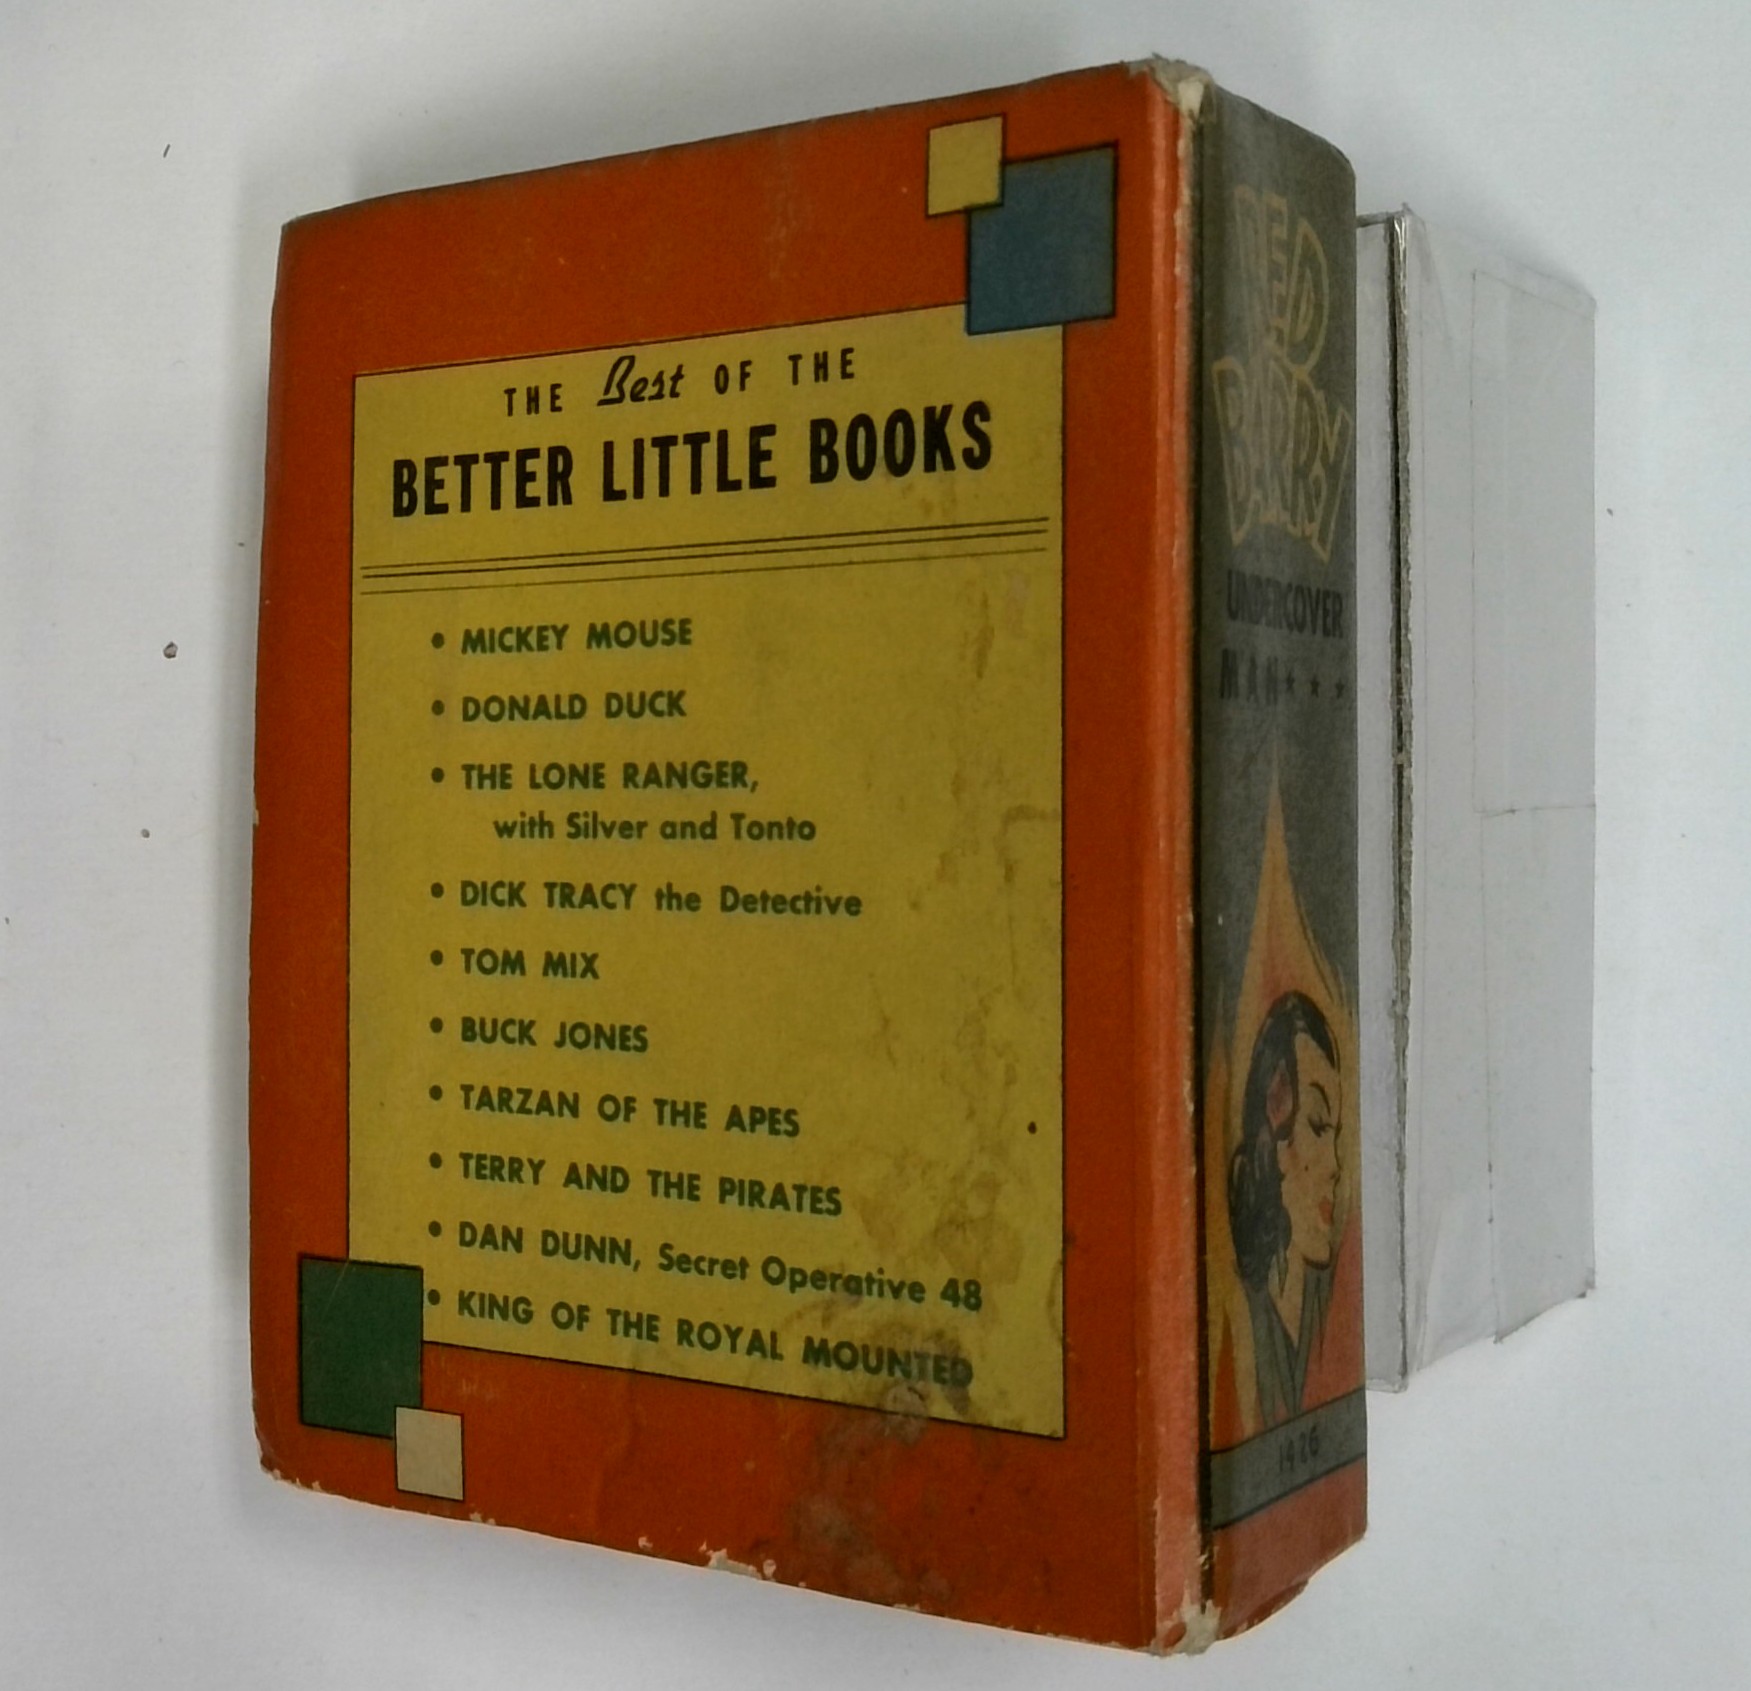 THE Best OF THE
BETTER LITTLE BOOKS
• MICKEY MOUSE
• DONALD DUCK
• THE LONE RANGER,
with Silver and Tonto
• DICK TRACY the Detective
• TOM MIX
• BUCK JONES
• TARZAN OF THE APES
• TERRY AND THE PIRATES
• DAN DUNN, Secret Operative 48
• KING OF THE ROYAL MOUNTED
RED
BARRY
UNDERCOVER
MAN★★★
1426